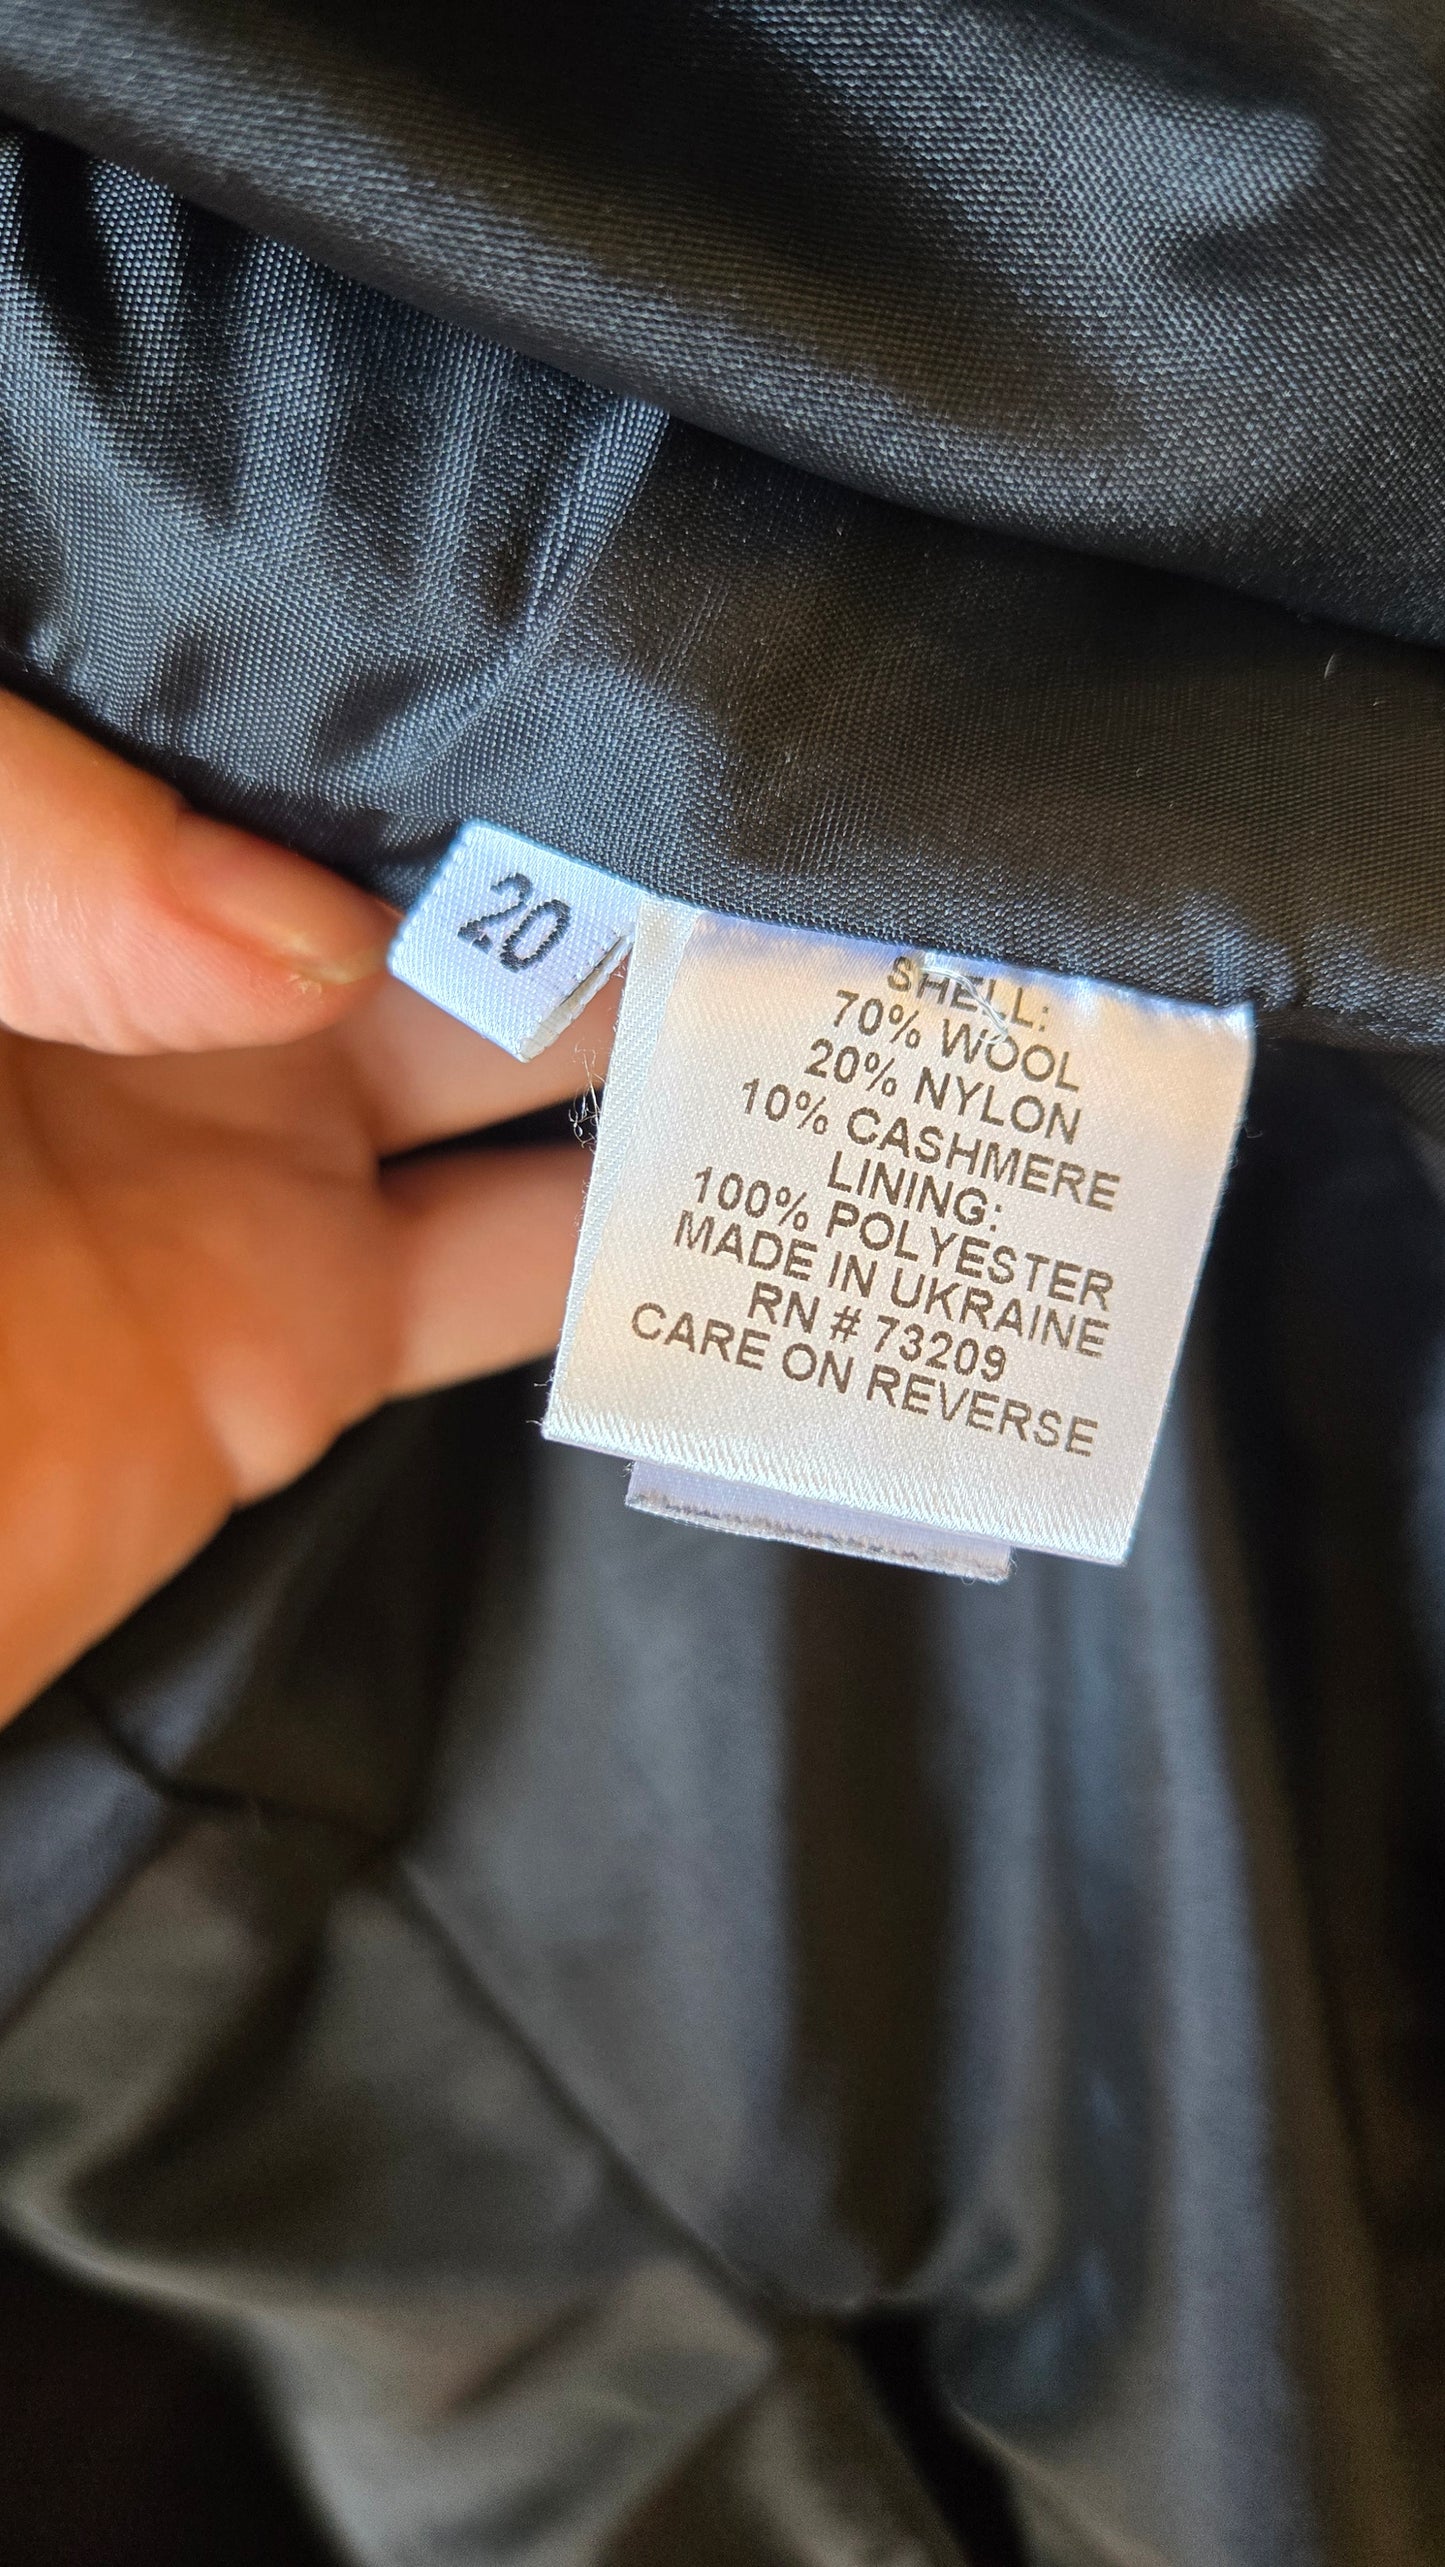 20
SHELL:
70% WOOL
20% NYLON
10% CASHMERE
LINING:
100% POLYESTER
MADE IN UKRAINE
RN # 73209
CARE ON REVERSE